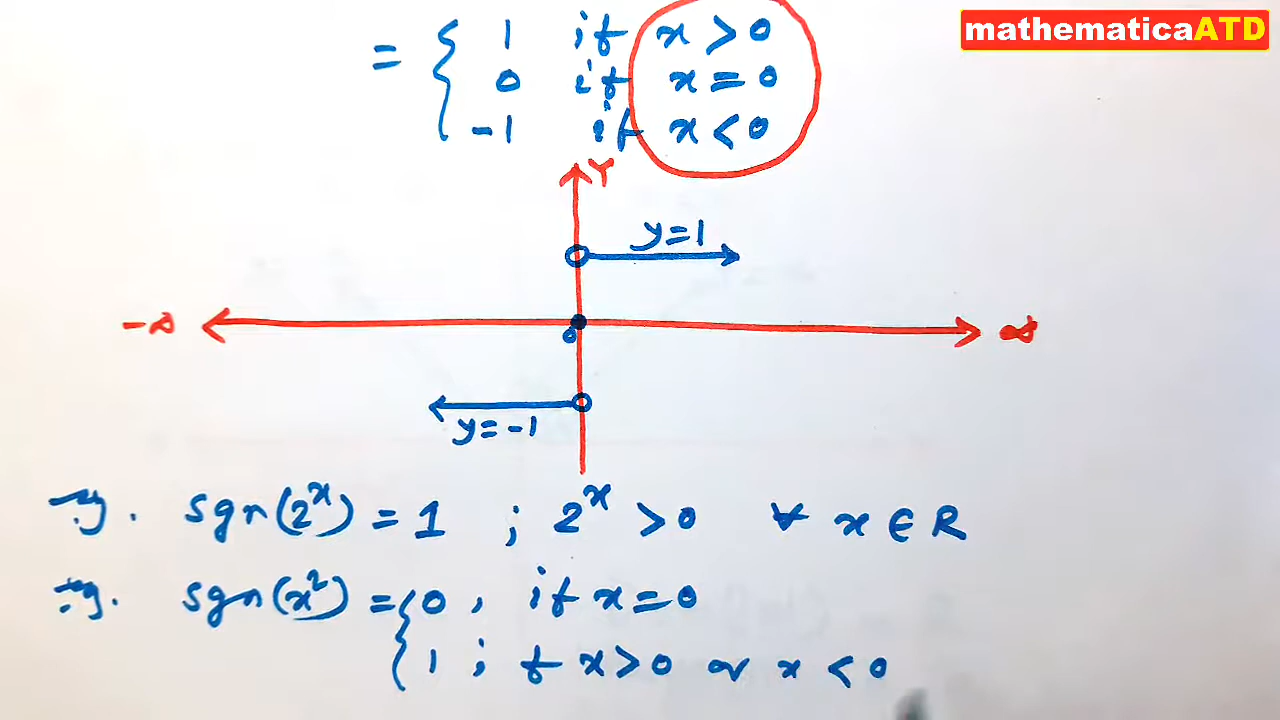 mathematicaATD
= { 1 if x > 0
0 if x = 0
-1 if x < 0
Y
y=1
-∞ ∞
0
y=-1
eg. sgn(2^x) = 1 ; 2^x > 0 ∀ x ∈ R
eg. sgn(x²) = { 0 , if x = 0
1 ; if x > 0 or x < 0